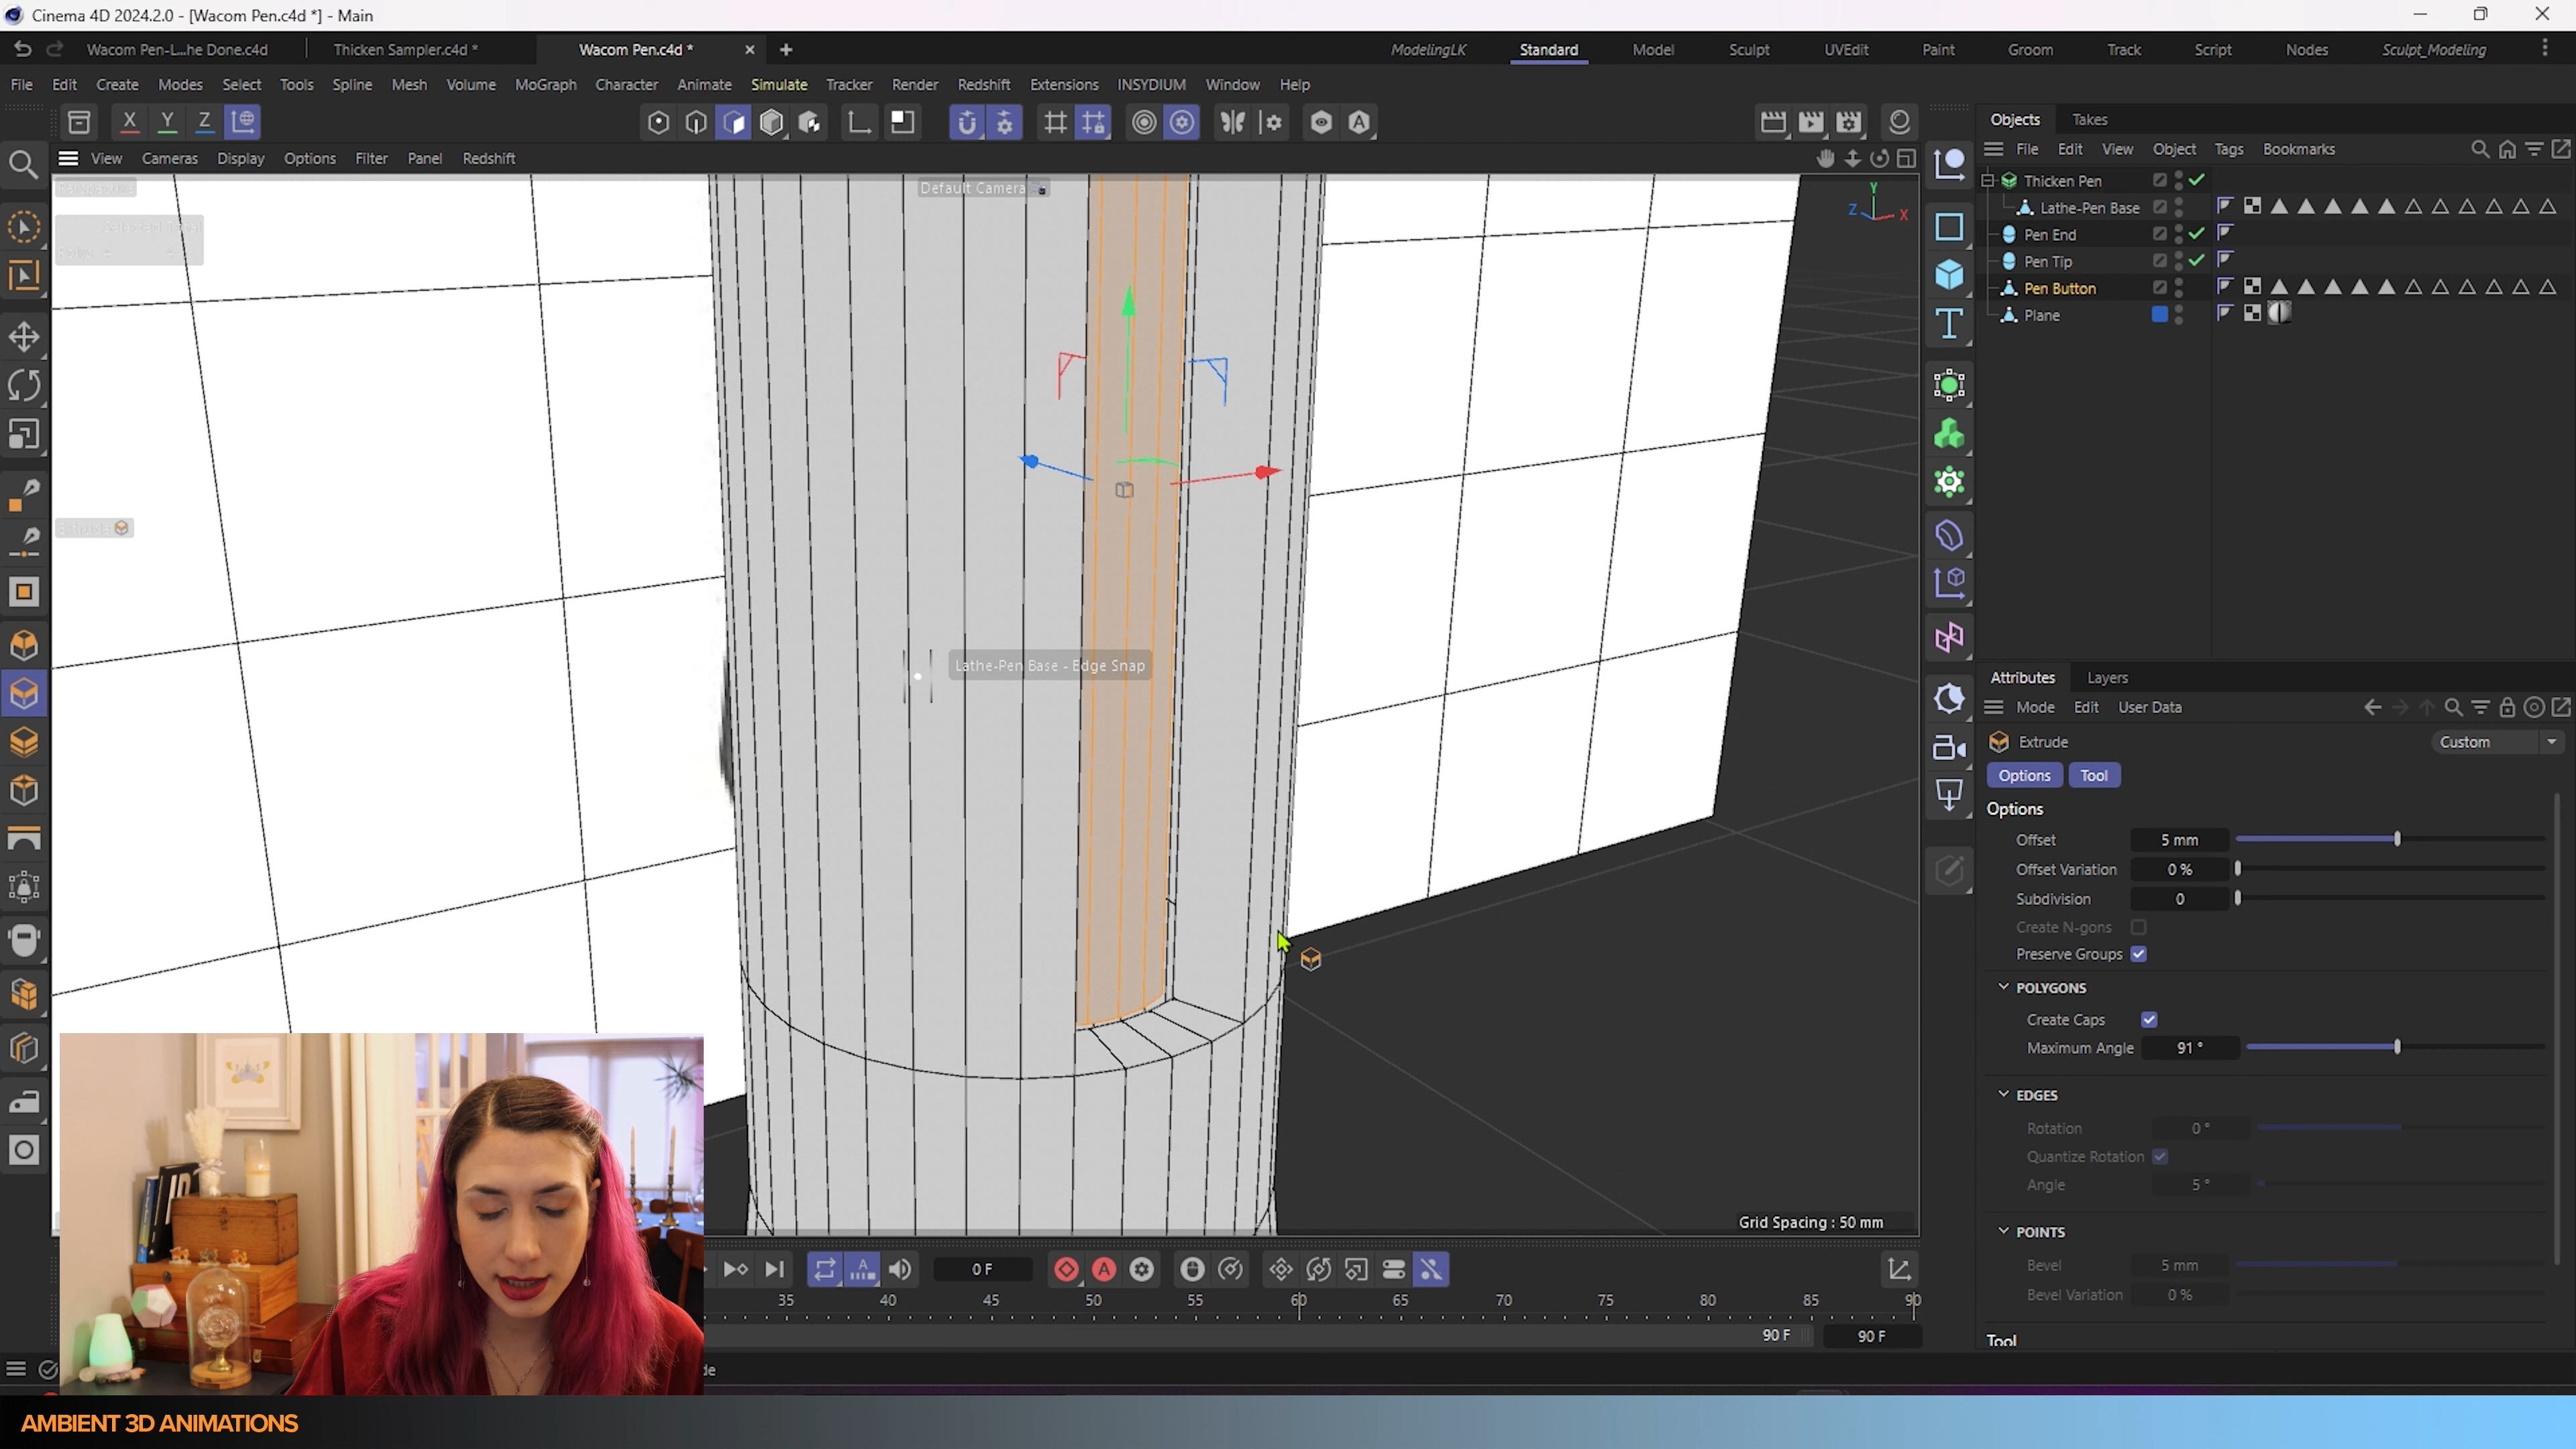 Cinema 4D 2024.2.0 - [Wacom Pen.c4d *] - Main
Wacom Pen-L...he Done.c4d
Thicken Sampler.c4d *
Wacom Pen.c4d *
ModelingLK
Standard
Model
Sculpt
UVEdit
Paint
Groom
Track
Script
Nodes
Sculpt_Modeling
File Edit Create Modes Select Tools Spline Mesh Volume MoGraph Character Animate Simulate Tracker Render Redshift Extensions INSYDIUM Window Help
X Y Z
View Cameras Display Options Filter Panel Redshift
Perspective
Default Camera
Selected Total
Extrude
Y
Z X
Lathe-Pen Base - Edge Snap
Grid Spacing : 50 mm
Objects Takes
File Edit View Object Tags Bookmarks
Thicken Pen
Lathe-Pen Base
Pen End
Pen Tip
Pen Button
Plane
Attributes Layers
Mode Edit User Data
Extrude Custom
Options Tool
Options
Offset 5 mm
Offset Variation 0 %
Subdivision 0
Create N-gons
Preserve Groups
POLYGONS
Create Caps
Maximum Angle 91 °
EDGES
Rotation 0 °
Quantize Rotation
Angle 5 °
POINTS
Bevel 5 mm
Bevel Variation 0 %
Tool
0 F
35 40 45 50 55 60 65 70 75 80 85 90
90 F 90 F
de
AMBIENT 3D ANIMATIONS